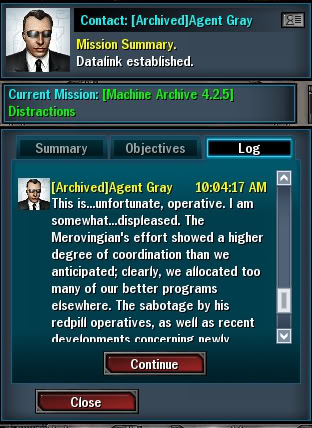 Contact: [Archived]Agent Gray
Mission Summary.
Datalink established.
Current Mission: [Machine Archive 4.2.5]
Distractions
Summary
Objectives
Log
[Archived]Agent Gray 10:04:17 AM
This is...unfortunate, operative. I am
somewhat...displeased. The
Merovingian's effort showed a higher
degree of coordination than we
anticipated; clearly, we allocated too
many of our better programs
elsewhere. The sabotage by his
redpill operatives, as well as recent
developments concerning newly
Continue
Close